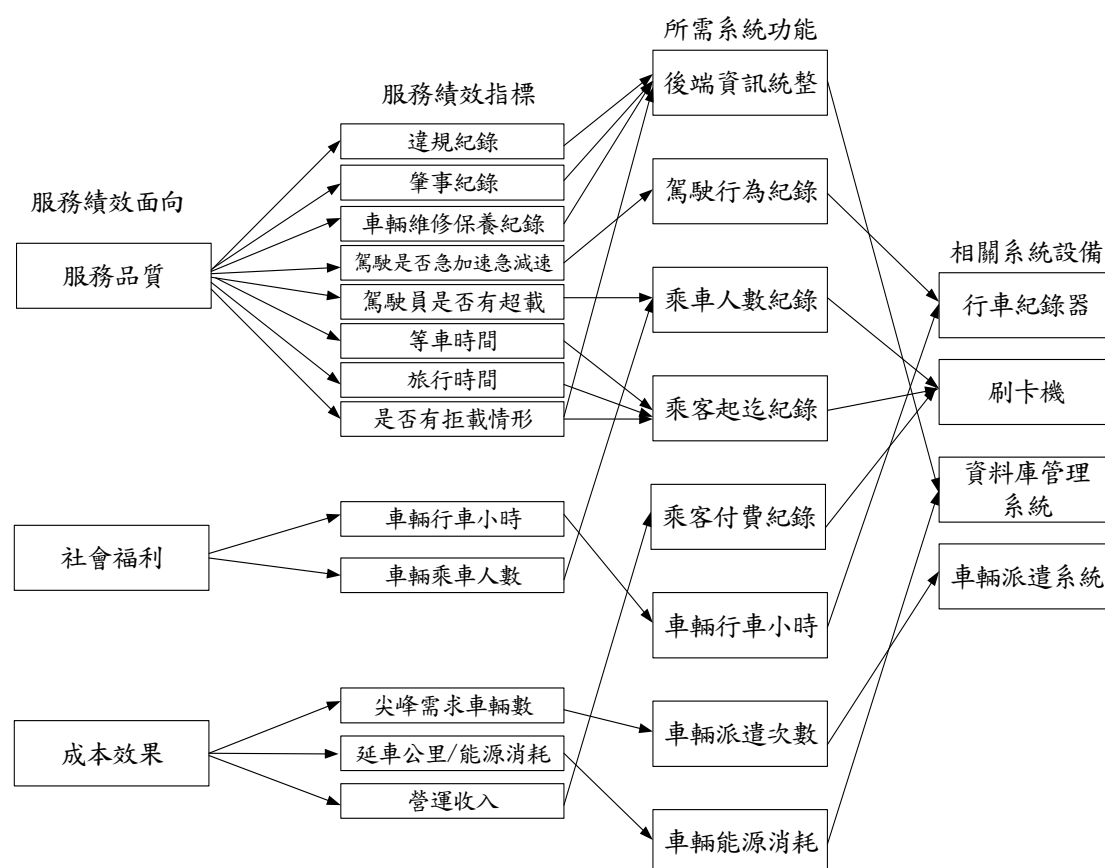 服務績效面向
服務品質
社會福利
成本效果
服務績效指標
違規紀錄
肇事紀錄
車輛維修保養紀錄
駕駛是否急加速急減速
駕駛員是否有超載
等車時間
旅行時間
是否有拒載情形
車輛行車小時
車輛乘車人數
尖峰需求車輛數
延車公里/能源消耗
營運收入
所需系統功能
後端資訊統整
駕駛行為紀錄
乘車人數紀錄
乘客起迄紀錄
乘客付費紀錄
車輛行車小時
車輛派遣次數
車輛能源消耗
相關系統設備
行車紀錄器
刷卡機
資料庫管理
系統
車輛派遣系統